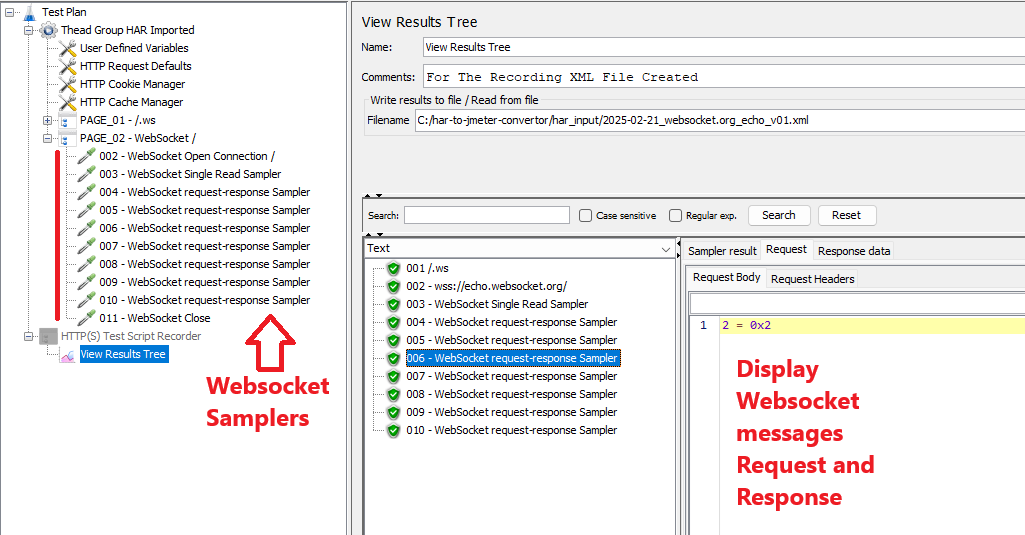 Test Plan
Thead Group HAR Imported
User Defined Variables
HTTP Request Defaults
HTTP Cookie Manager
HTTP Cache Manager
PAGE_01 - /.ws
PAGE_02 - WebSocket /
002 - WebSocket Open Connection /
003 - WebSocket Single Read Sampler
004 - WebSocket request-response Sampler
005 - WebSocket request-response Sampler
006 - WebSocket request-response Sampler
007 - WebSocket request-response Sampler
008 - WebSocket request-response Sampler
009 - WebSocket request-response Sampler
010 - WebSocket request-response Sampler
011 - WebSocket Close
HTTP(S) Test Script Recorder
View Results Tree
Websocket
Samplers
View Results Tree
Name: View Results Tree
Comments: For The Recording XML File Created
Write results to file / Read from file
Filename C:/har-to-jmeter-convertor/har_input/2025-02-21_websocket.org_echo_v01.xml
Search: Case sensitive Regular exp. Search Reset
Text
001 /.ws
002 - wss://echo.websocket.org/
003 - WebSocket Single Read Sampler
004 - WebSocket request-response Sampler
005 - WebSocket request-response Sampler
006 - WebSocket request-response Sampler
007 - WebSocket request-response Sampler
008 - WebSocket request-response Sampler
009 - WebSocket request-response Sampler
010 - WebSocket request-response Sampler
Sampler result Request Response data
Request Body Request Headers
1 2 = 0x2
Display
Websocket
messages
Request and
Response